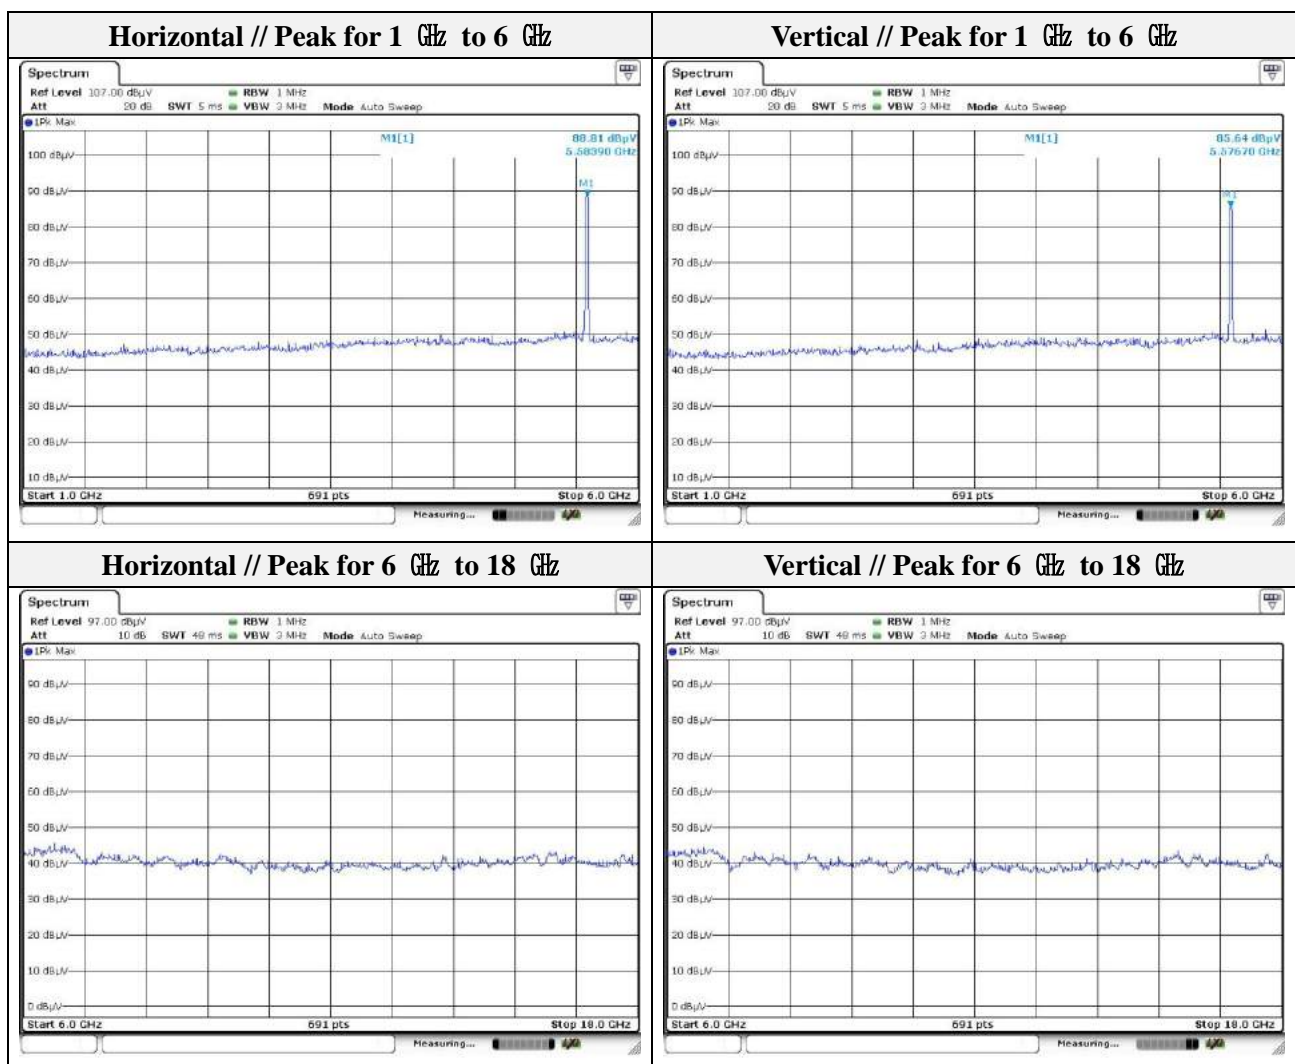 Horizontal // Peak for 1 ㎓ to 6 ㎓
Vertical // Peak for 1 ㎓ to 6 ㎓
Spectrum
Ref Level 107.00 dBµV RBW 1 MHz
Att 20 dB SWT 5 ms VBW 3 MHz Mode Auto Sweep
1Pk Max
M1[1] 88.81 dBµV
5.58390 GHz
M1
100 dBµV
90 dBµV
80 dBµV
70 dBµV
60 dBµV
50 dBµV
40 dBµV
30 dBµV
20 dBµV
10 dBµV
Start 1.0 GHz 691 pts Stop 6.0 GHz
Measuring...
Spectrum
Ref Level 107.00 dBµV RBW 1 MHz
Att 20 dB SWT 5 ms VBW 3 MHz Mode Auto Sweep
1Pk Max
M1[1] 85.64 dBµV
5.57670 GHz
M1
100 dBµV
90 dBµV
80 dBµV
70 dBµV
60 dBµV
50 dBµV
40 dBµV
30 dBµV
20 dBµV
10 dBµV
Start 1.0 GHz 691 pts Stop 6.0 GHz
Measuring...
Horizontal // Peak for 6 ㎓ to 18 ㎓
Vertical // Peak for 6 ㎓ to 18 ㎓
Spectrum
Ref Level 97.00 dBµV RBW 1 MHz
Att 10 dB SWT 48 ms VBW 3 MHz Mode Auto Sweep
1Pk Max
90 dBµV
80 dBµV
70 dBµV
60 dBµV
50 dBµV
40 dBµV
30 dBµV
20 dBµV
10 dBµV
0 dBµV
Start 6.0 GHz 691 pts Stop 18.0 GHz
Measuring...
Spectrum
Ref Level 97.00 dBµV RBW 1 MHz
Att 10 dB SWT 48 ms VBW 3 MHz Mode Auto Sweep
1Pk Max
90 dBµV
80 dBµV
70 dBµV
60 dBµV
50 dBµV
40 dBµV
30 dBµV
20 dBµV
10 dBµV
0 dBµV
Start 6.0 GHz 691 pts Stop 18.0 GHz
Measuring...